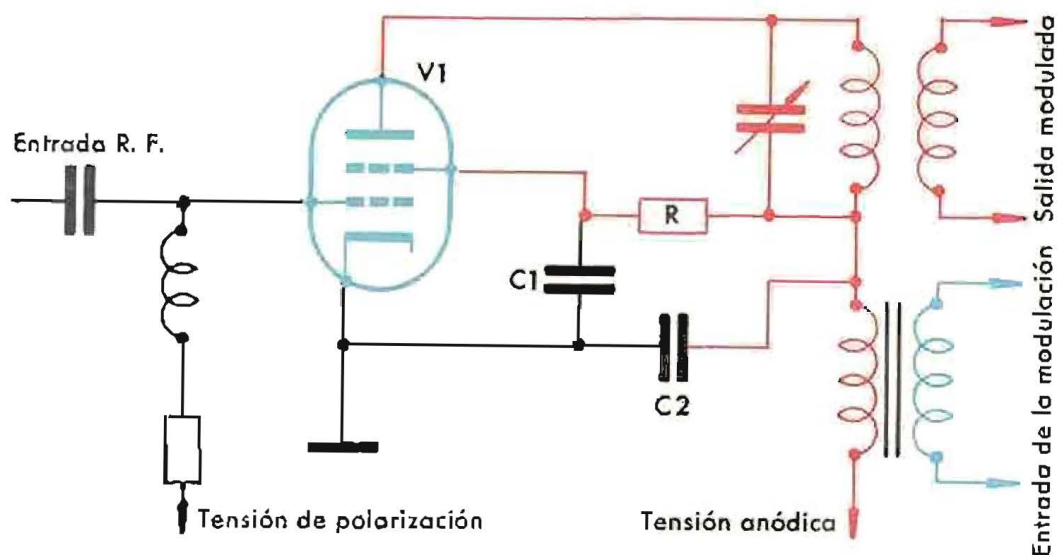 V1
Entrada R. F.
R
C1
C2
Tensión de polarización
Tensión anódica
Salida modulada
Entrada de la modulación